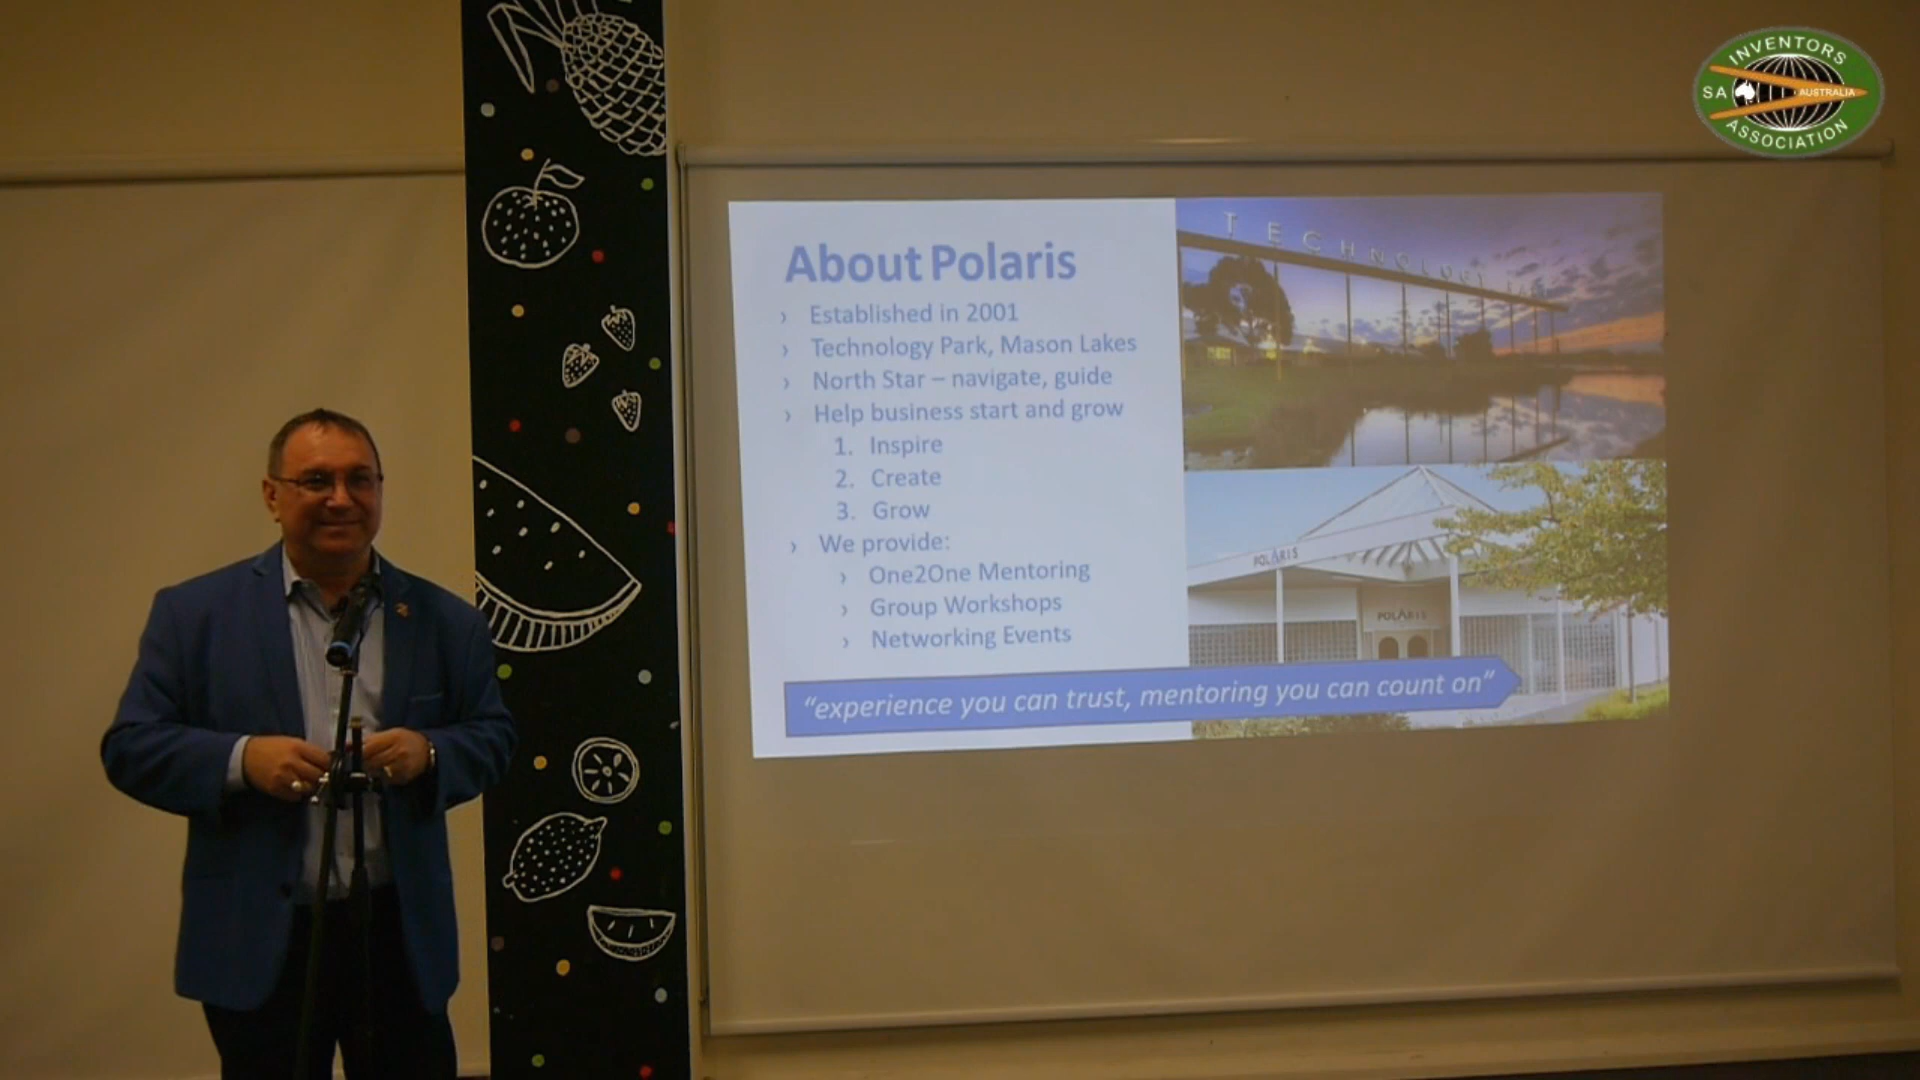 INVENTORS
SA AUSTRALIA
ASSOCIATION
About Polaris
› Established in 2001
› Technology Park, Mason Lakes
› North Star – navigate, guide
› Help business start and grow
1. Inspire
2. Create
3. Grow
› We provide:
› One2One Mentoring
› Group Workshops
› Networking Events
“experience you can trust, mentoring you can count on”
TECHNOLOGY
POLARIS
POLARIS